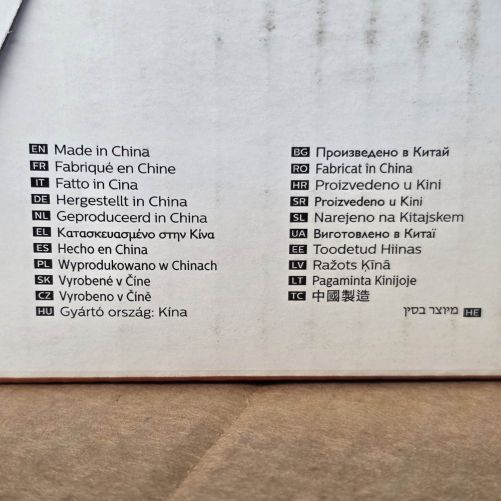 EN Made in China
FR Fabriqué en Chine
IT Fatto in Cina
DE Hergestellt in China
NL Geproduceerd in China
EL Κατασκευασμένο στην Κίνα
ES Hecho en China
PL Wyprodukowano w Chinach
SK Vyrobené v Číne
CZ Vyrobeno v Číně
HU Gyártó ország: Kína
BG Произведено в Китай
RO Fabricat în China
HR Proizvedeno u Kini
SR Proizvedeno u Kini
SL Narejeno na Kitajskem
UA Виготовлено в Китаї
EE Toodetud Hiinas
LV Ražots Ķīnā
LT Pagaminta Kinijoje
TC 中國製造
HE מיוצר בסין